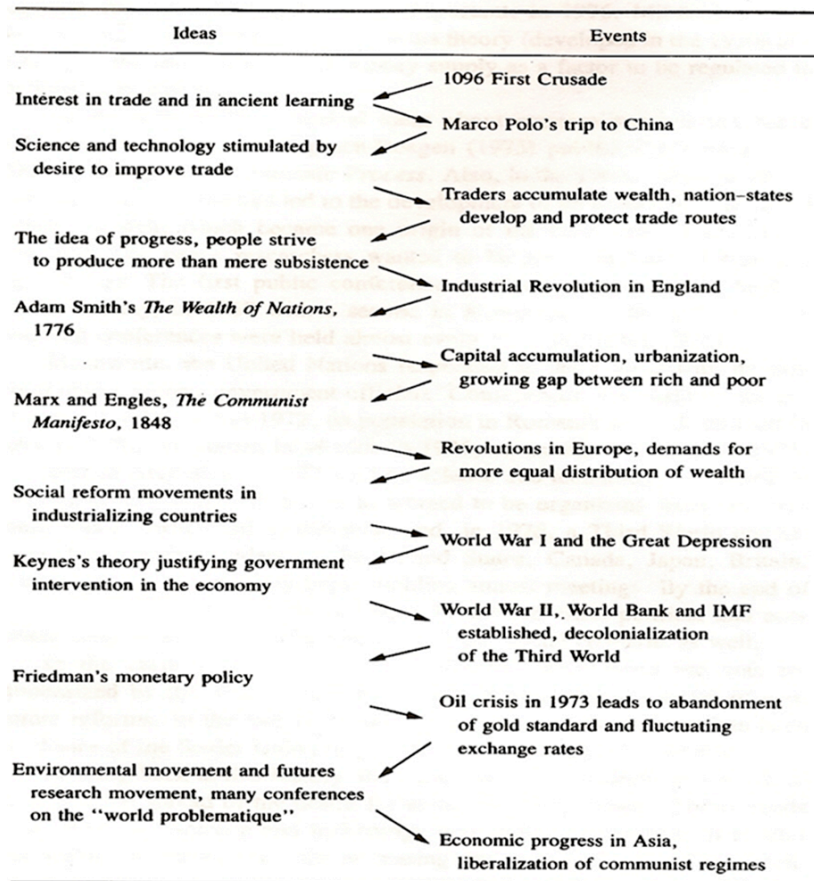 Ideas
Events
1096 First Crusade
Interest in trade and in ancient learning
Marco Polo's trip to China
Science and technology stimulated by
desire to improve trade
Traders accumulate wealth, nation-states
develop and protect trade routes
The idea of progress, people strive
to produce more than mere subsistence
Industrial Revolution in England
Adam Smith's The Wealth of Nations,
1776
Capital accumulation, urbanization,
growing gap between rich and poor
Marx and Engles, The Communist
Manifesto, 1848
Revolutions in Europe, demands for
more equal distribution of wealth
Social reform movements in
industrializing countries
World War I and the Great Depression
Keynes's theory justifying government
intervention in the economy
World War II, World Bank and IMF
established, decolonialization
of the Third World
Friedman's monetary policy
Oil crisis in 1973 leads to abandonment
of gold standard and fluctuating
exchange rates
Environmental movement and futures
research movement, many conferences
on the "world problematique"
Economic progress in Asia,
liberalization of communist regimes